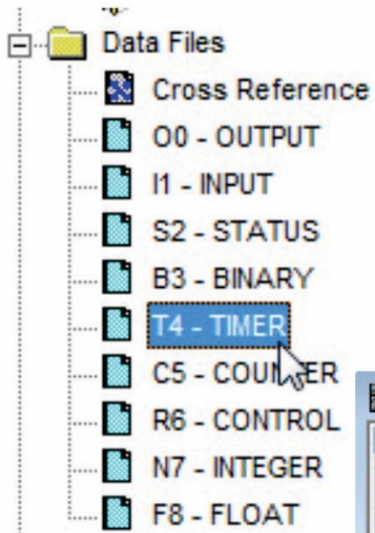 Data Files
Cross Reference
O0 - OUTPUT
I1 - INPUT
S2 - STATUS
B3 - BINARY
T4 - TIMER
C5 - COUNTER
R6 - CONTROL
N7 - INTEGER
F8 - FLOAT